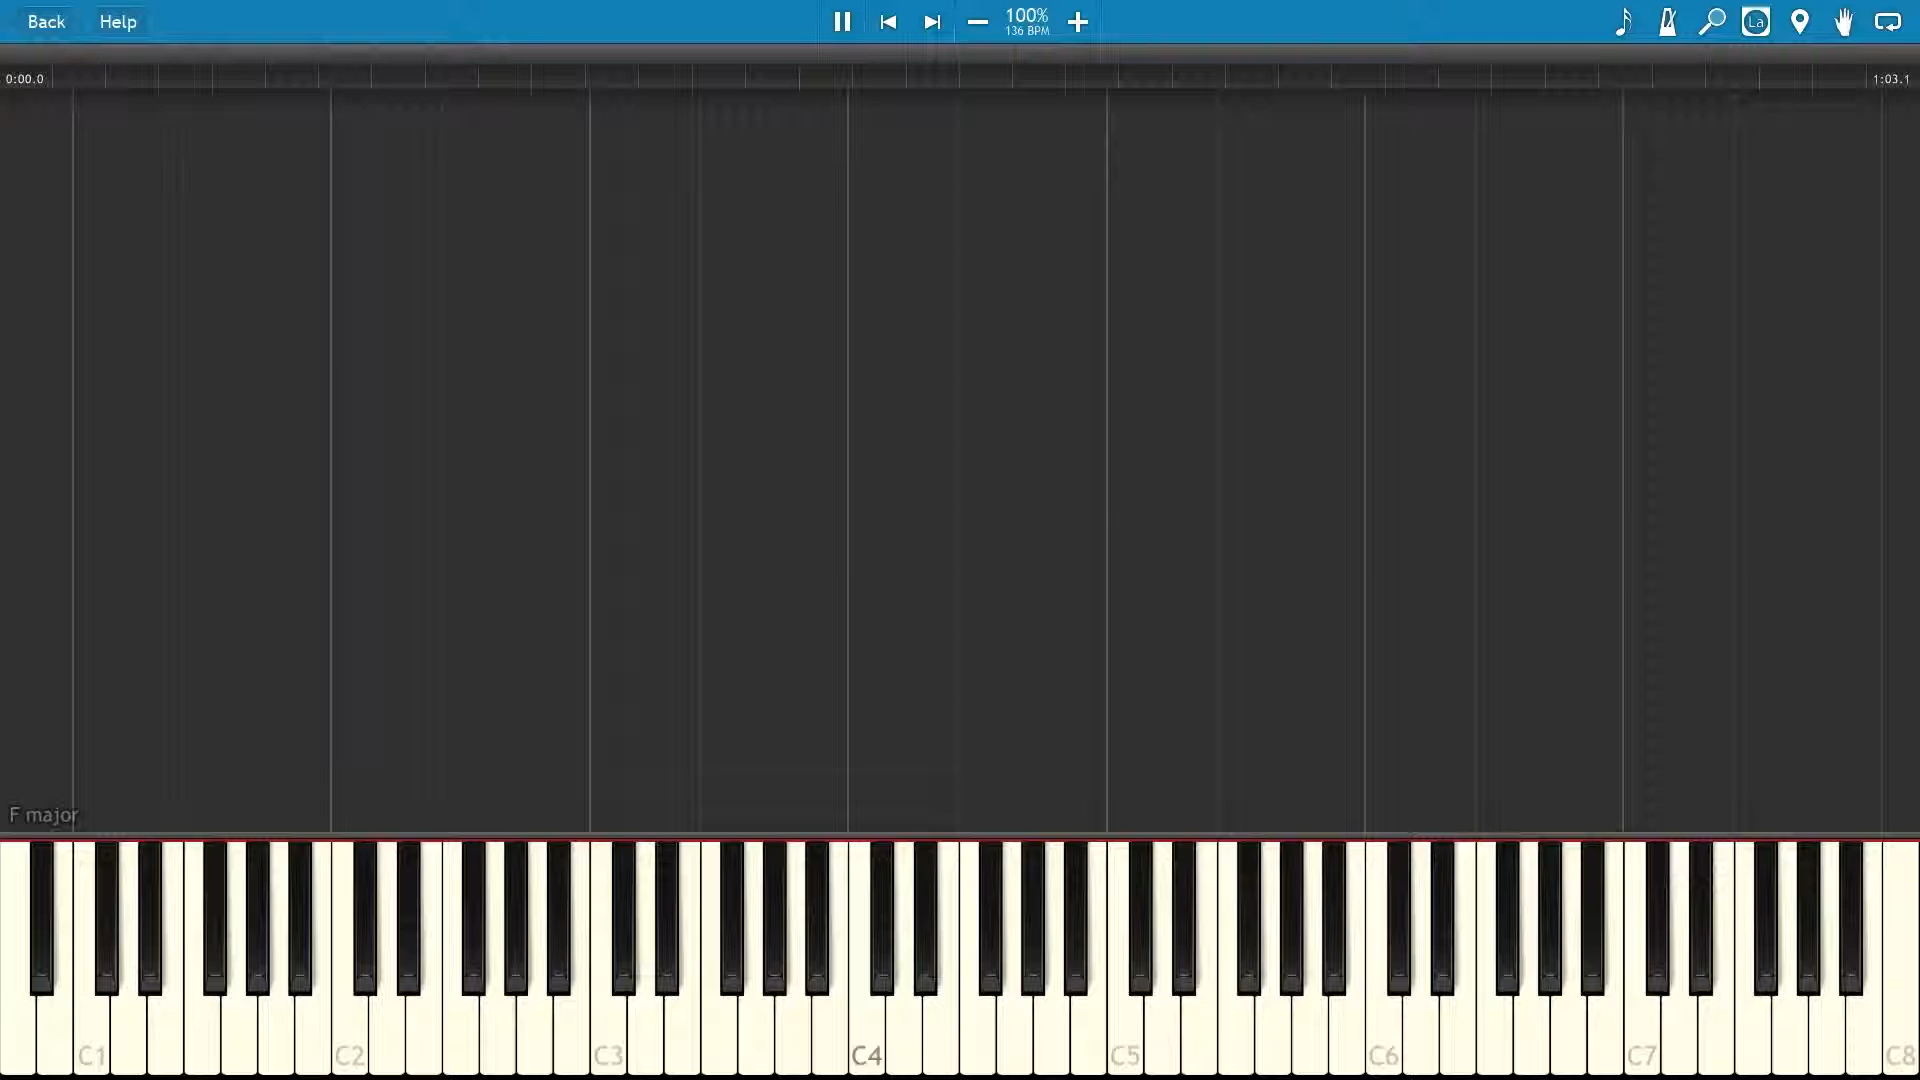 Back Help 100%
136 BPM La
0:00.0 1:03.1
F major
C1 C2 C3 C4 C5 C6 C7 C8